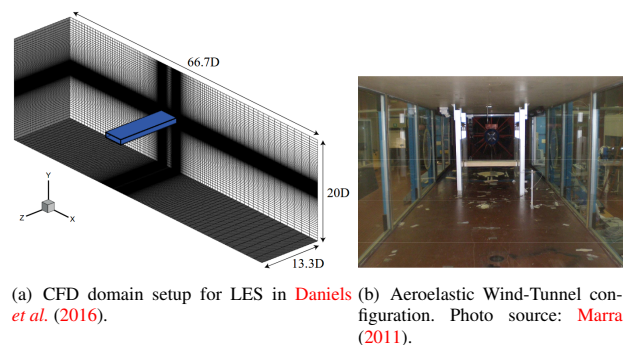 66.7D
20D
13.3D
Y
Z
X
(a) CFD domain setup for LES in Daniels
et al. (2016).
(b) Aeroelastic Wind-Tunnel con-
figuration. Photo source: Marra
(2011).